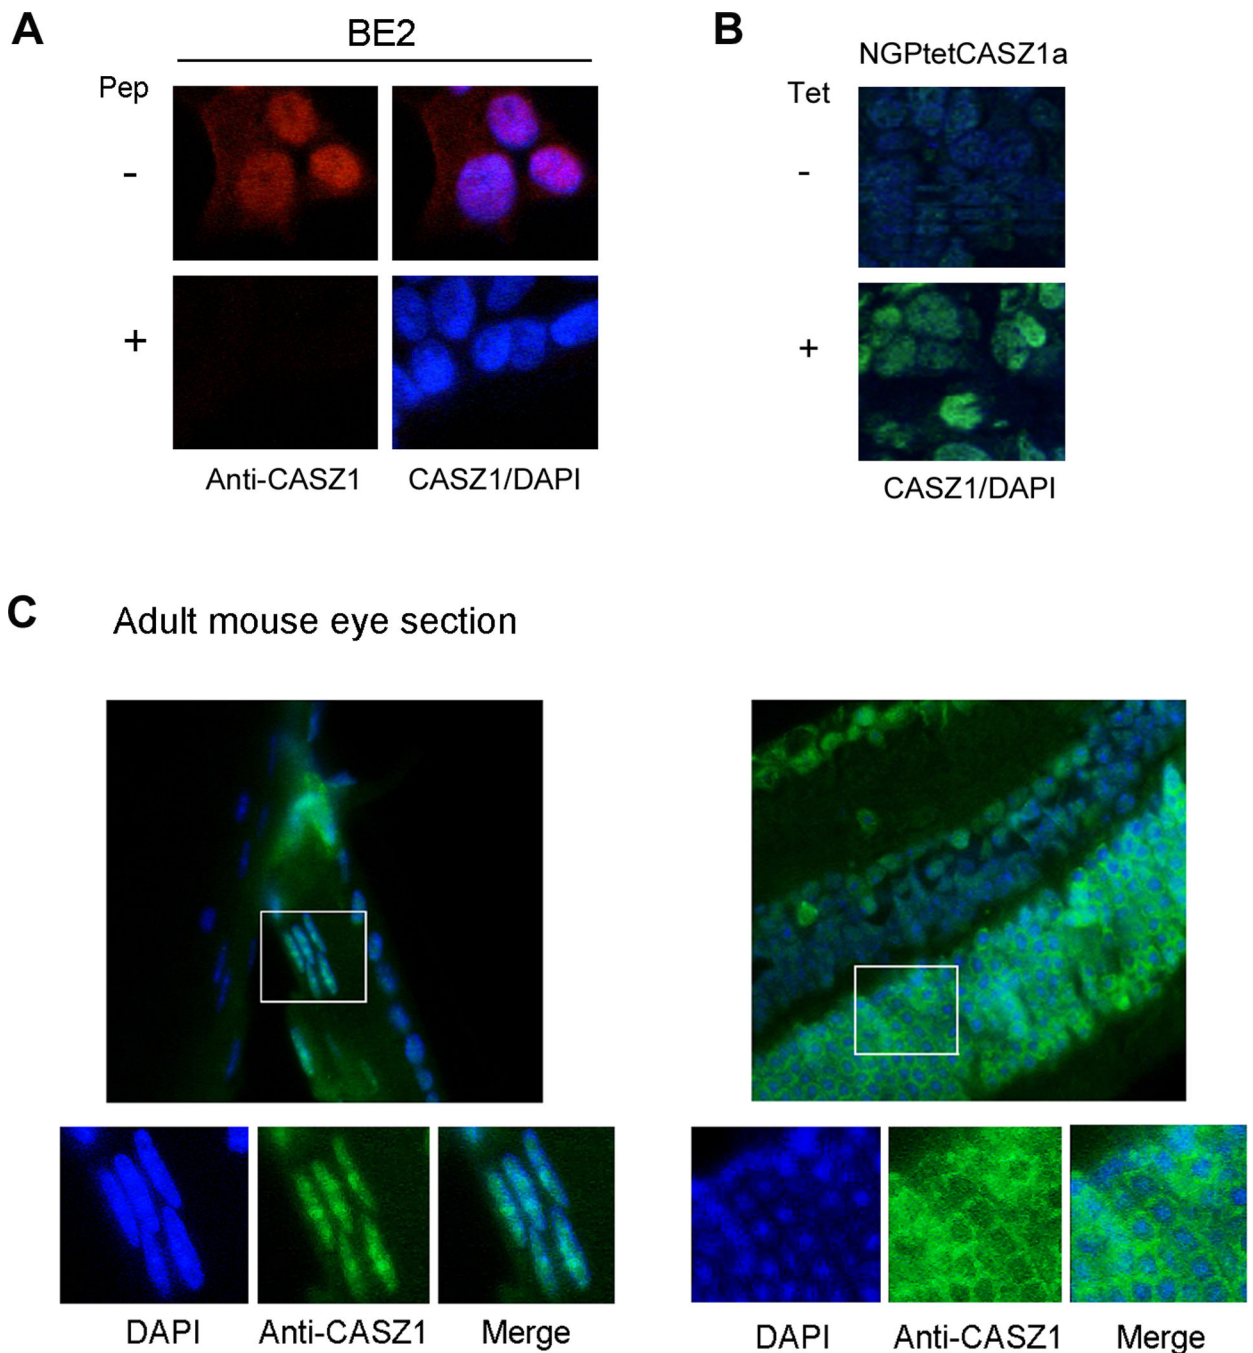 A
BE2
Pep
-
+
Anti-CASZ1
CASZ1/DAPI
B
NGPtetCASZ1a
Tet
-
+
CASZ1/DAPI
C
Adult mouse eye section
DAPI
Anti-CASZ1
Merge
DAPI
Anti-CASZ1
Merge